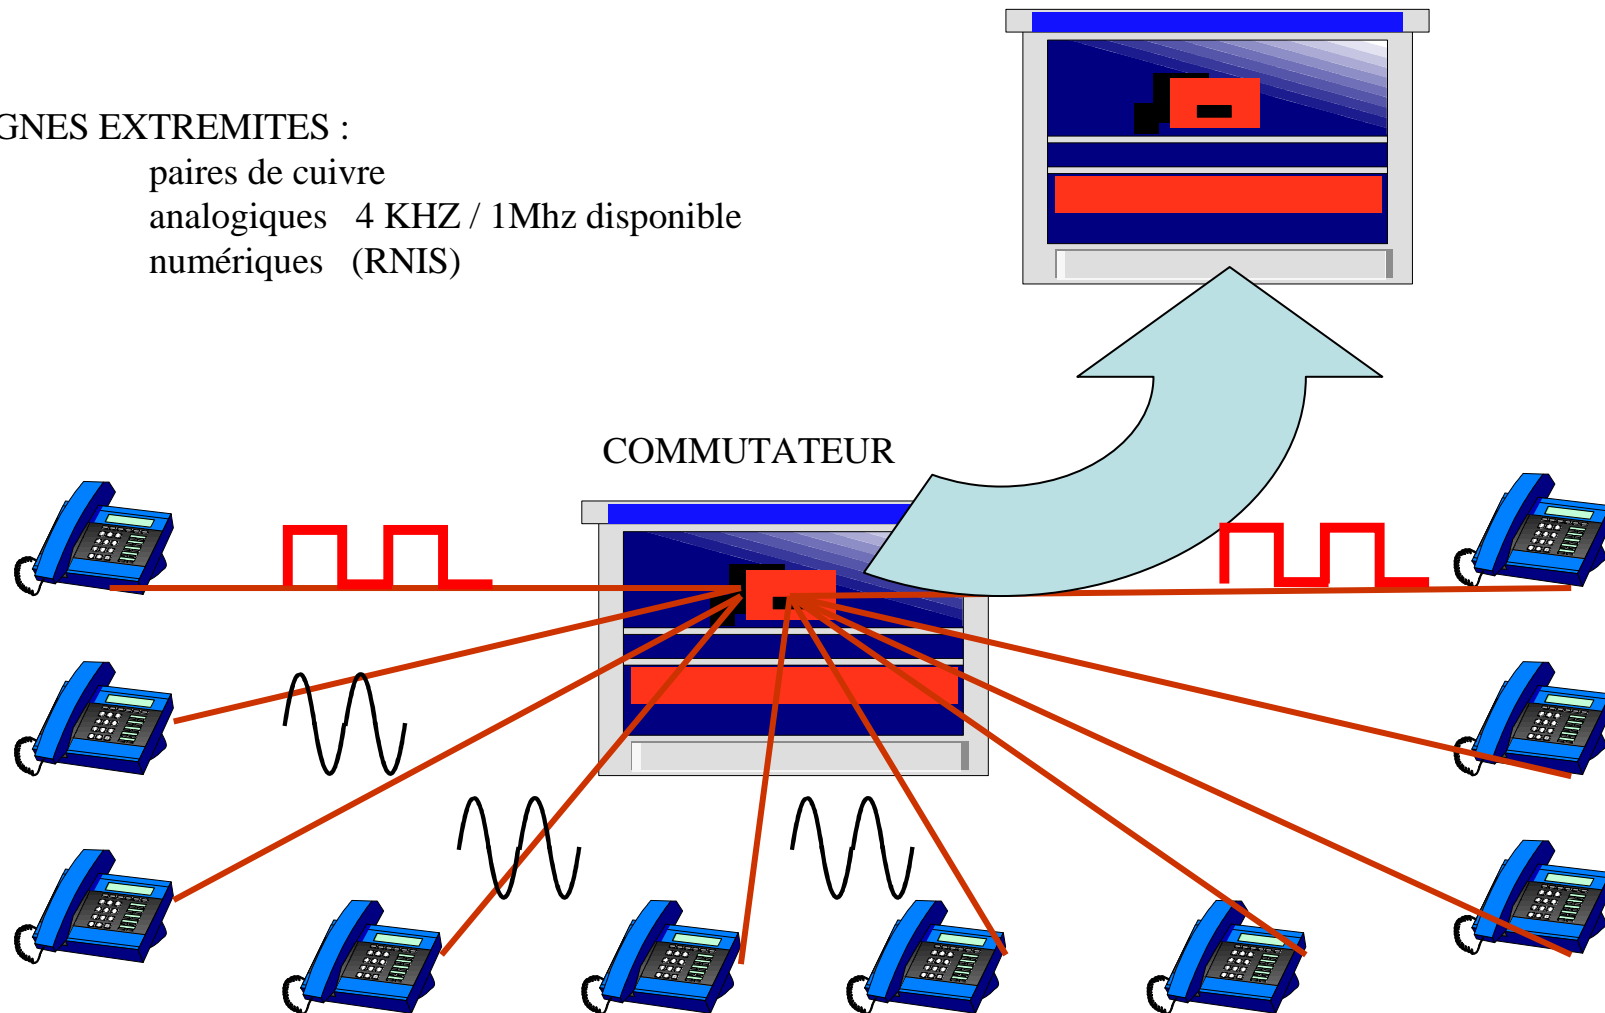 GNES EXTREMITES :
paires de cuivre
analogiques 4 KHZ / 1Mhz disponible
numériques (RNIS)
COMMUTATEUR